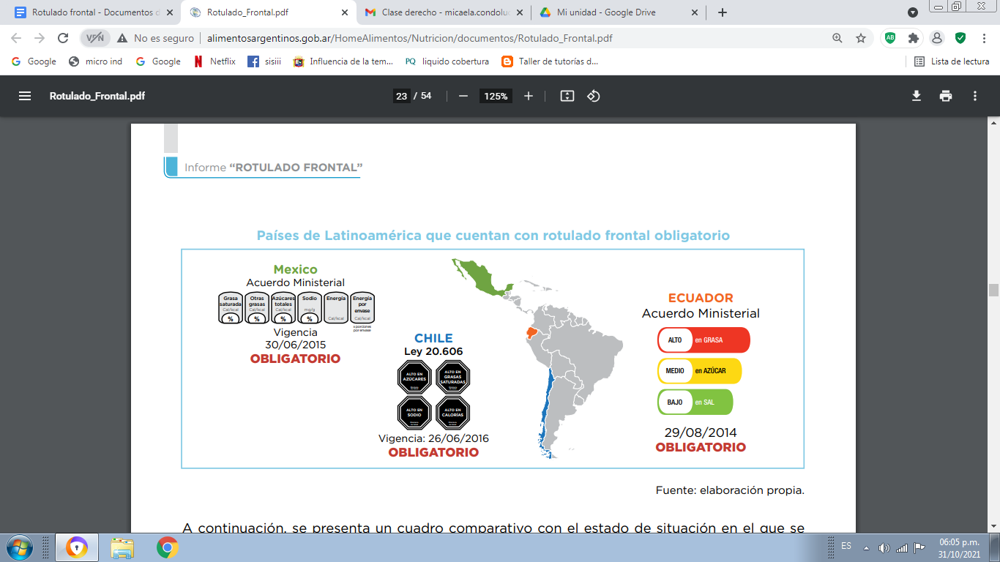 Rotulado frontal - Documentos d
Rotulado_Frontal.pdf
Clase derecho - micaela.condoluc
Mi unidad - Google Drive
VPN
No es seguro
alimentosargentinos.gob.ar/HomeAlimentos/Nutricion/documentos/Rotulado_Frontal.pdf
Google
micro ind
Google
Netflix
sisiii
Influencia de la tem...
PQ
liquido cobertura
Taller de tutorías d...
Lista de lectura
Rotulado_Frontal.pdf
23 / 54
125%
Informe “ROTULADO FRONTAL”
Países de Latinoamérica que cuentan con rotulado frontal obligatorio
Mexico
Acuerdo Ministerial
Grasa saturada
Cal/kcal
%
Otras grasas
Cal/kcal
%
Azúcares totales
Cal/kcal
%
Sodio
mg/g
%
Energía
Cal/kcal
Energía por envase
Cal/kcal
x porciones por envase
Vigencia
30/06/2015
OBLIGATORIO
CHILE
Ley 20.606
ALTO EN AZÚCARES
ALTO EN GRASAS SATURADAS
ALTO EN SODIO
ALTO EN CALORÍAS
Vigencia: 26/06/2016
OBLIGATORIO
ECUADOR
Acuerdo Ministerial
ALTO en GRASA
MEDIO en AZÚCAR
BAJO en SAL
29/08/2014
OBLIGATORIO
Fuente: elaboración propia.
A continuación, se presenta un cuadro comparativo con el estado de situación en el que se
ES
06:05 p.m.
31/10/2021